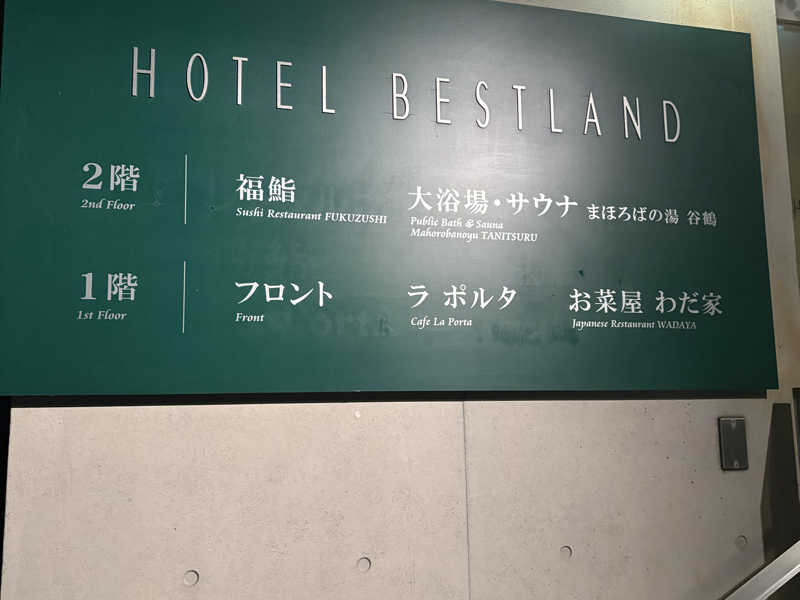 HOTEL BESTLAND
2階
2nd Floor
福鮨
Sushi Restaurant FUKUZUSHI
大浴場・サウナ まほろばの湯 谷鶴
Public Bath & Sauna
Mahorobanoyu TANITSURU
1階
1st Floor
フロント
Front
ラ ポルタ
Cafe La Porta
お菜屋 わだ家
Japanese Restaurant WADAYA